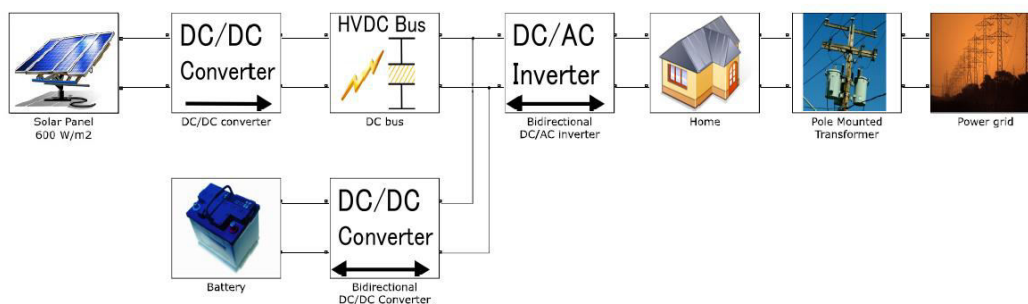 DC/DC
Converter
HVDC Bus
DC/AC
Inverter
Solar Panel
600 W/m2
DC/DC converter
DC bus
Bidirectional
DC/AC inverter
Home
Pole Mounted
Transformer
Power grid
DC/DC
Converter
Battery
Bidirectional
DC/DC Converter